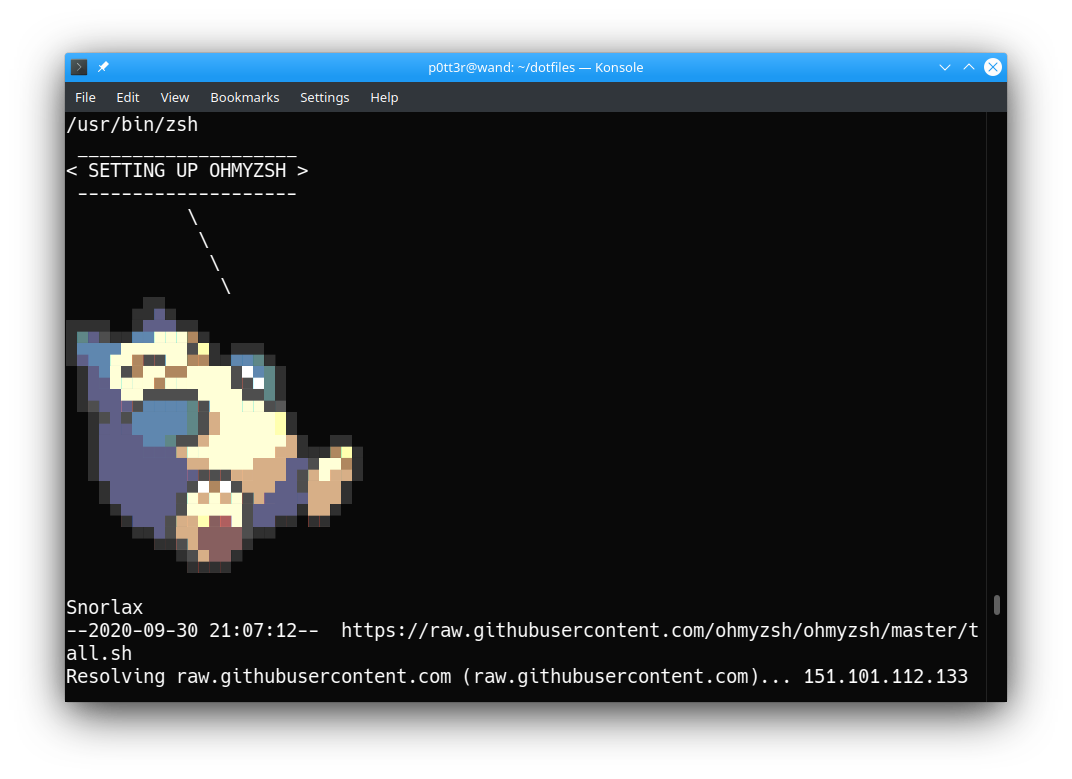 p0tt3r@wand: ~/dotfiles — Konsole
File Edit View Bookmarks Settings Help
/usr/bin/zsh
 ____________________
< SETTING UP OHMYZSH >
 --------------------
           \
            \
             \
              \
Snorlax
--2020-09-30 21:07:12--  https://raw.githubusercontent.com/ohmyzsh/ohmyzsh/master/t
all.sh
Resolving raw.githubusercontent.com (raw.githubusercontent.com)... 151.101.112.133